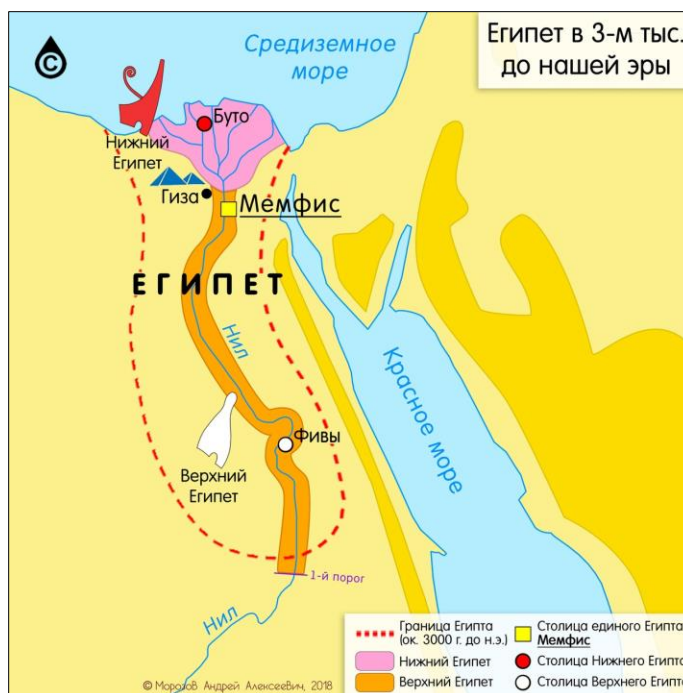 Египет в 3-м тыс.
до нашей эры
Средиземное
море
С
Буто
Нижний
Египет
Гиза
Мемфис
ЕГИПЕТ
Нил
Красное море
Фивы
Верхний
Египет
1-й порог
Нил
Граница Египта
(ок. 3000 г. до н.э.)
Нижний Египет
Верхний Египет
Столица единого Египта
Мемфис
Столица Нижнего Египта
Столица Верхнего Египта
© Морозов Андрей Алексеевич, 2018